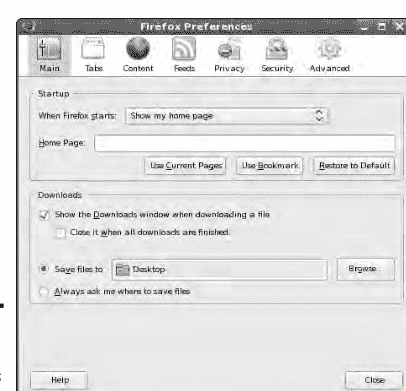 Firefox Preferences
Main Tabs Content Feeds Privacy Security Advanced
Startup
When Firefox starts: Show my home page
Home Page:
Use Current Pages Use Bookmark Restore to Default
Downloads
Show the Downloads window when downloading a file
Close it when all downloads are finished.
Save files to Desktop Browse...
Always ask me where to save files
Help Close